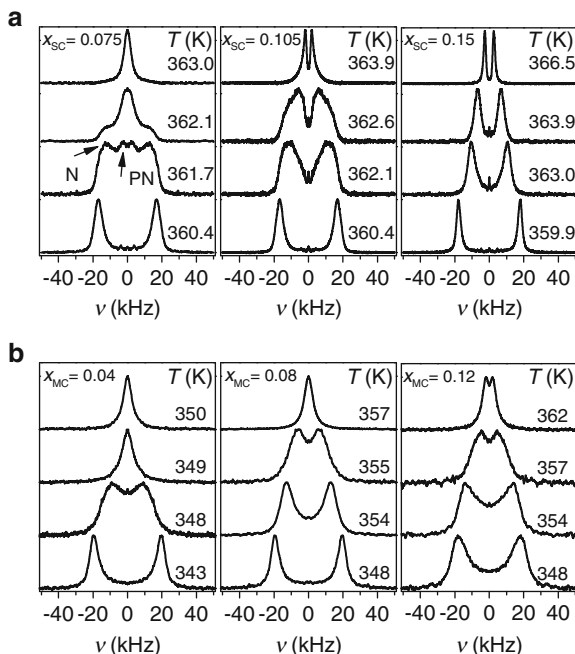 a
x_SC = 0.075 T (K) x_SC = 0.105 T (K) x_SC = 0.15 T (K)
363.0 363.9 366.5
362.1 362.6 363.9
361.7 362.1 363.0
N PN
360.4 360.4 359.9
-40 -20 0 20 40 -40 -20 0 20 40 -40 -20 0 20 40
ν (kHz) ν (kHz) ν (kHz)
b
x_MC = 0.04 T (K) x_MC = 0.08 T (K) x_MC = 0.12 T (K)
350 357 362
349 355 357
348 354 354
343 348 348
-40 -20 0 20 40 -40 -20 0 20 40 -40 -20 0 20 40
ν (kHz) ν (kHz) ν (kHz)